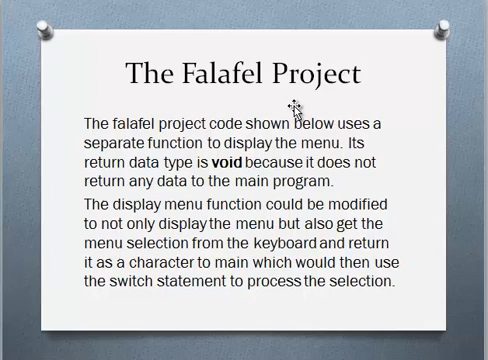 The Falafel Project
The falafel project code shown below uses a
separate function to display the menu. Its
return data type is void because it does not
return any data to the main program.
The display menu function could be modified
to not only display the menu but also get the
menu selection from the keyboard and return
it as a character to main which would then use
the switch statement to process the selection.